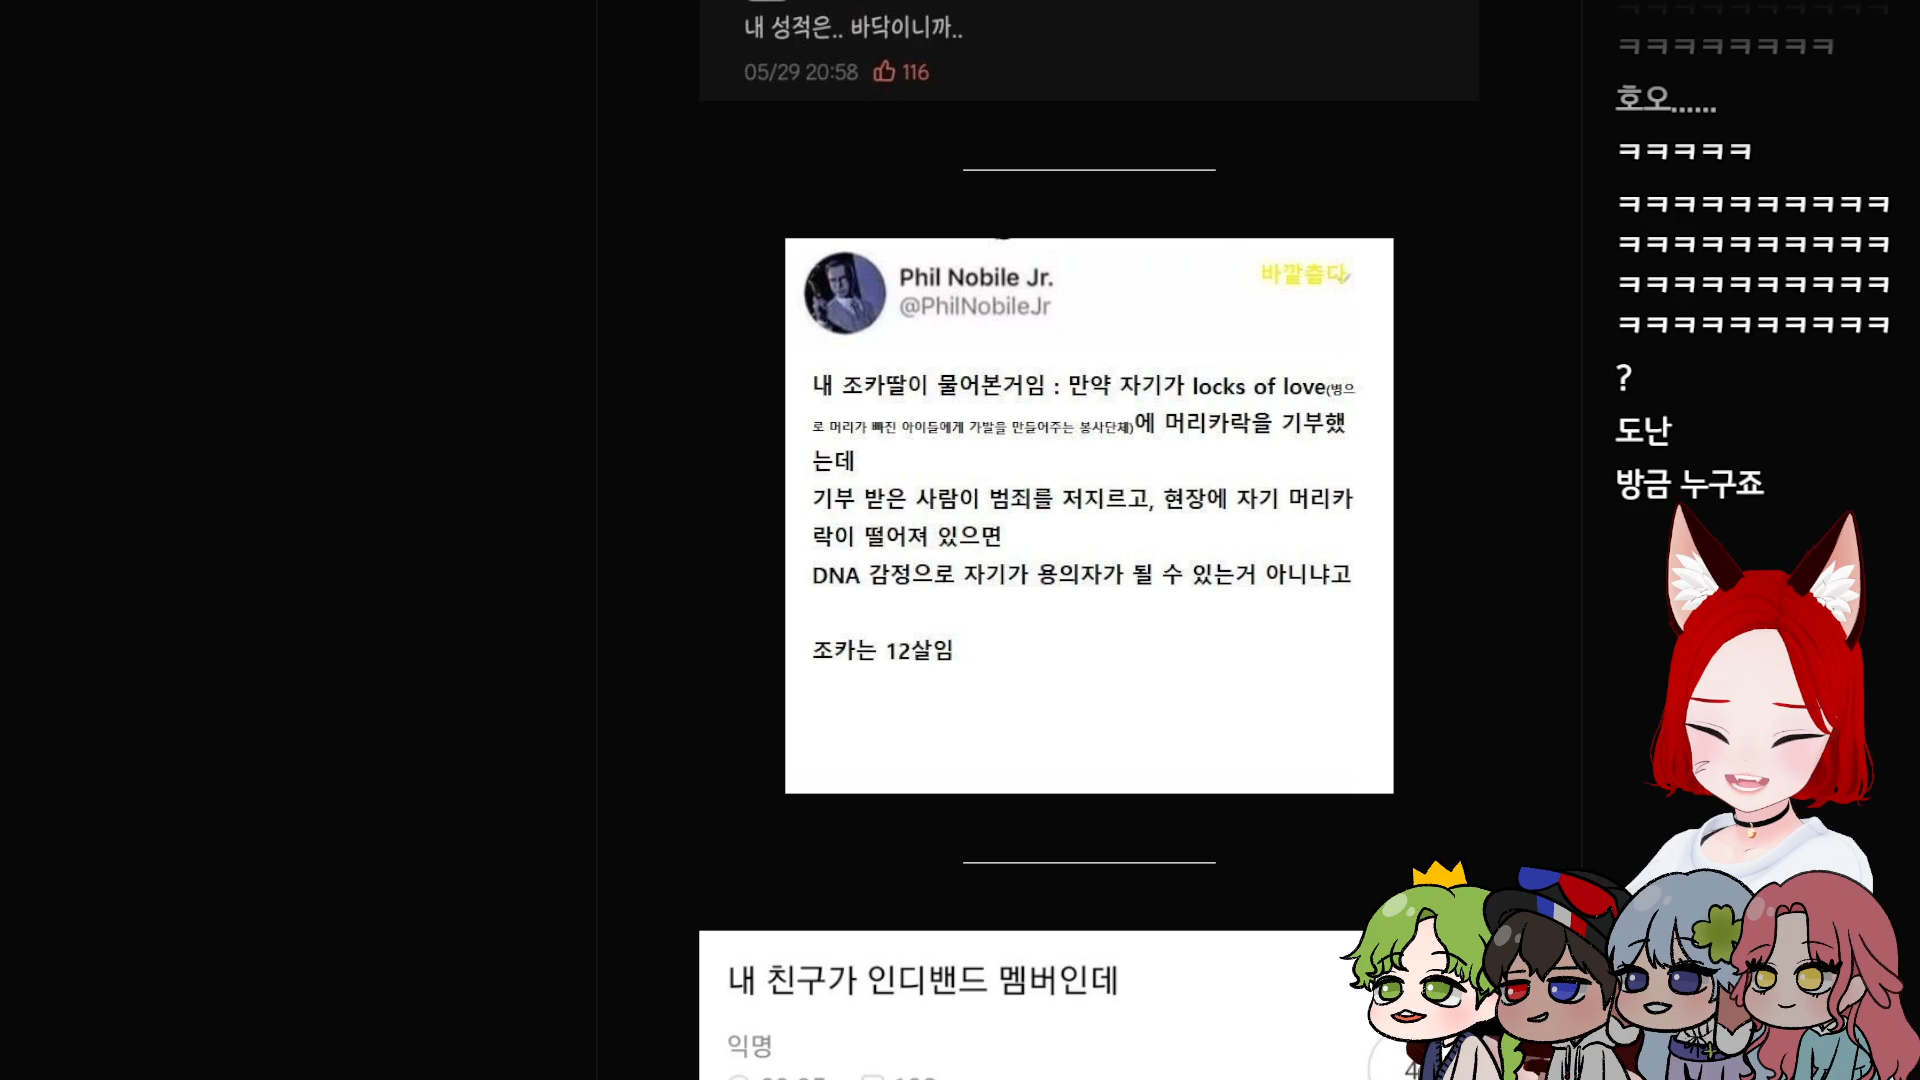 내 성적은.. 바닥이니까..
05/29 20:58 116
Phil Nobile Jr.
@PhilNobileJr
바깥츨다
내 조카딸이 물어본거임 : 만약 자기가 locks of love(병으
로 머리가 빠진 아이들에게 가발을 만들어주는 봉사단체)에 머리카락을 기부했
는데
기부 받은 사람이 범죄를 저지르고, 현장에 자기 머리카
락이 떨어져 있으면
DNA 감정으로 자기가 용의자가 될 수 있는거 아니냐고
조카는 12살임
내 친구가 인디밴드 멤버인데
익명
ㅋㅋㅋㅋㅋㅋㅋㅋ
호오......
ㅋㅋㅋㅋㅋ
ㅋㅋㅋㅋㅋㅋㅋㅋㅋㅋ
ㅋㅋㅋㅋㅋㅋㅋㅋㅋㅋ
ㅋㅋㅋㅋㅋㅋㅋㅋㅋㅋ
ㅋㅋㅋㅋㅋㅋㅋㅋㅋㅋ
?
도난
방금 누구죠